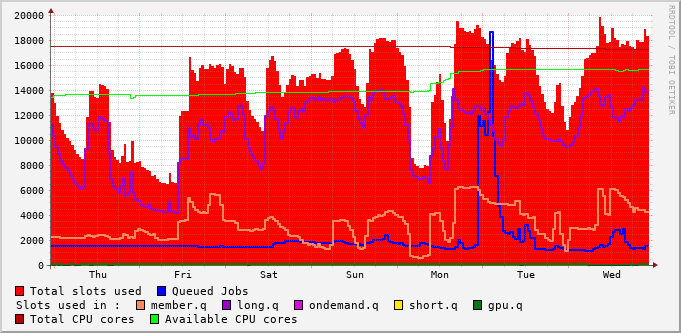 20000
18000
16000
14000
12000
10000
8000
6000
4000
2000
0
Thu Fri Sat Sun Mon Tue Wed
RRDTOOL / TOBI OETIKER
Total slots used Queued Jobs
Slots used in : member.q long.q ondemand.q short.q gpu.q
Total CPU cores Available CPU cores